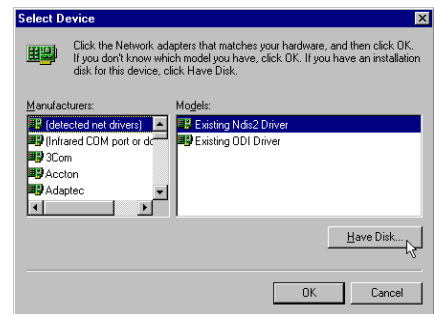 Select Device
Click the Network adapters that matches your hardware, and then click OK.
If you don't know which model you have, click OK. If you have an installation
disk for this device, click Have Disk.
Manufacturers:
(detected net drivers)
(Infrared COM port or dc
3Com
Accton
Adaptec
Models:
Existing Ndis2 Driver
Existing ODI Driver
Have Disk...
OK
Cancel